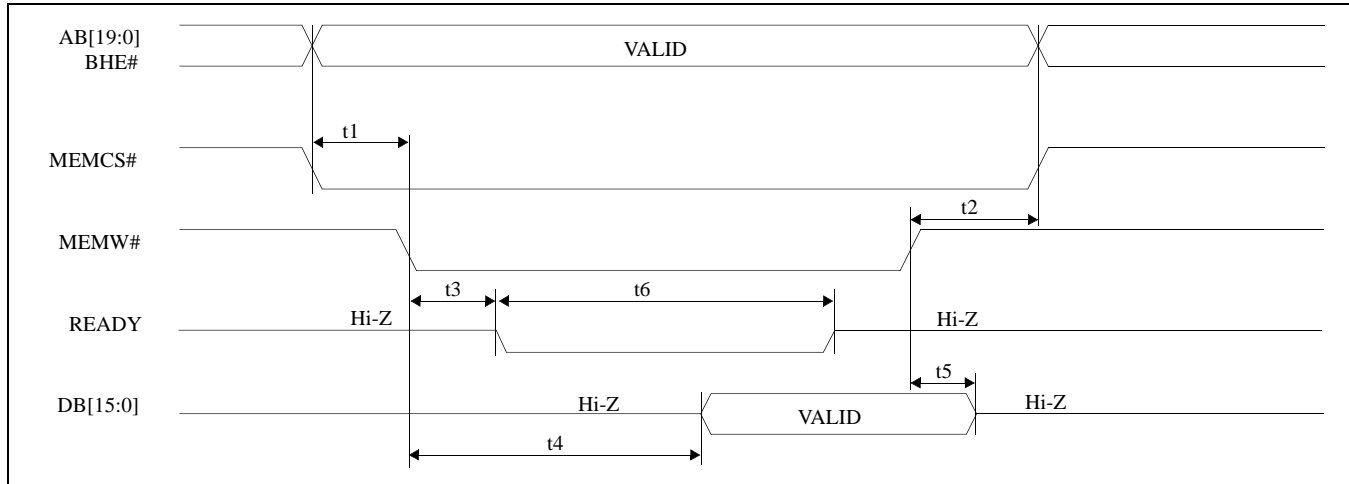 AB[19:0]
BHE#
VALID
t1
MEMCS#
t2
MEMW#
t3
t6
READY
Hi-Z
Hi-Z
t5
DB[15:0]
Hi-Z
VALID
Hi-Z
t4